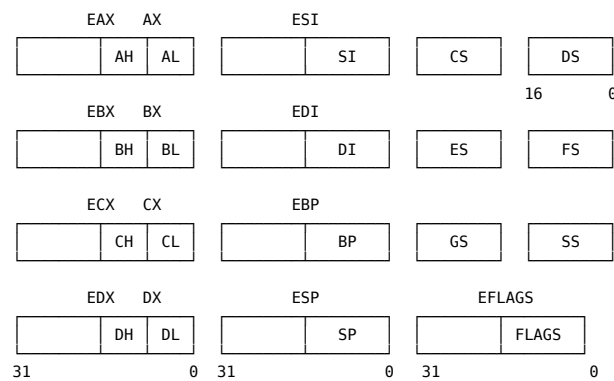 EAX AX ESI
AH AL SI CS DS
16 0
EBX BX EDI
BH BL DI ES FS
ECX CX EBP
CH CL BP GS SS
EDX DX ESP EFLAGS
DH DL SP FLAGS
31 0 31 0 31 0